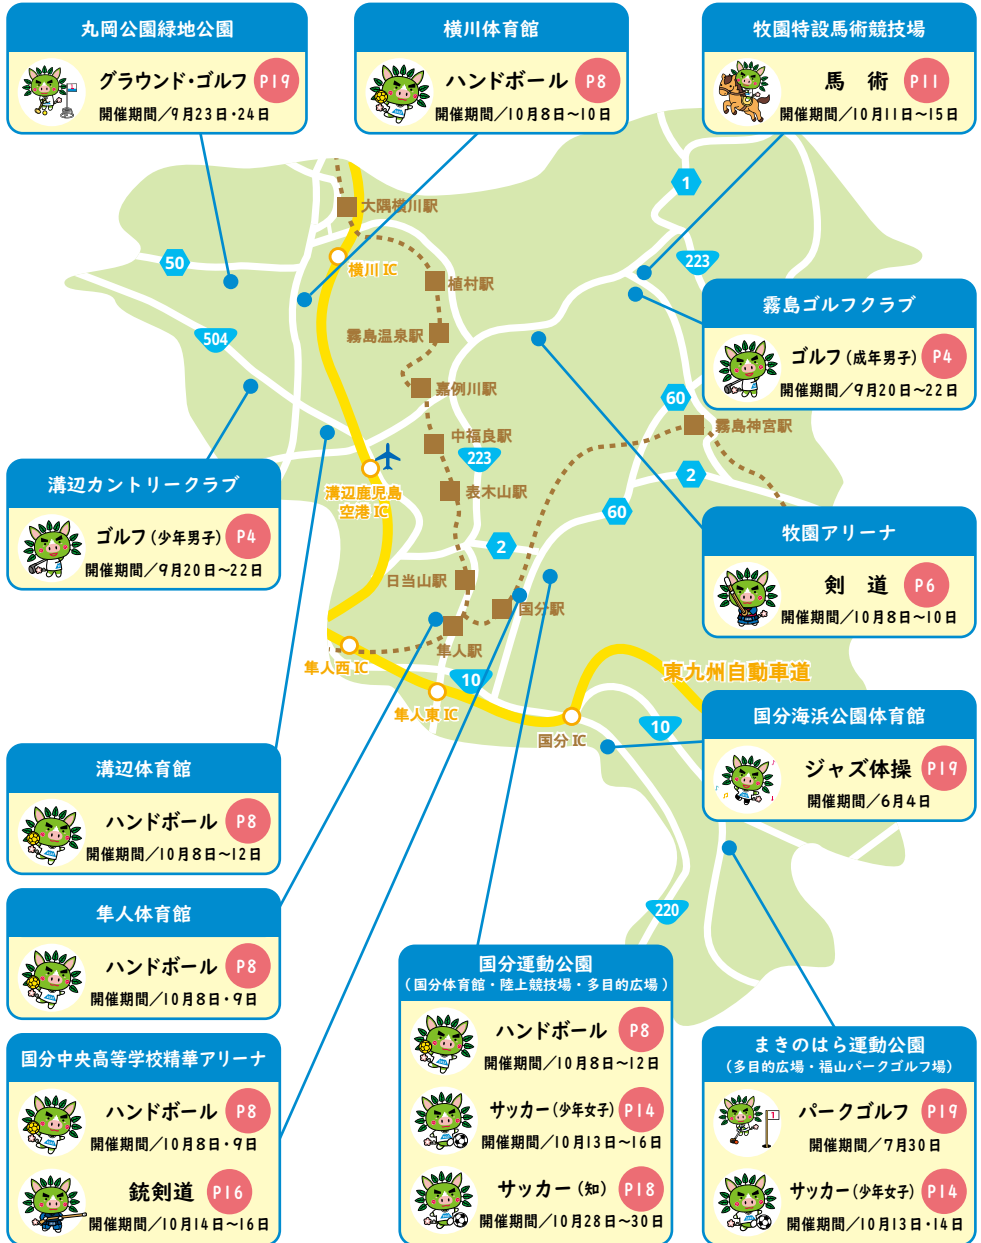 丸岡公園緑地公園
グラウンド・ゴルフ P19
開催期間／9月23日・24日
横川体育館
ハンドボール P8
開催期間／10月8日〜10日
牧園特設馬術競技場
馬　術 P11
開催期間／10月11日〜15日
大隅横川駅
1
50
横川 IC
223
植村駅
霧島ゴルフクラブ
ゴルフ（成年男子） P4
開催期間／9月20日〜22日
504
霧島温泉駅
嘉例川駅
60
霧島神宮駅
中福良駅
223
溝辺カントリークラブ
ゴルフ（少年男子） P4
開催期間／9月20日〜22日
溝辺鹿児島
空港 IC
表木山駅
2
60
牧園アリーナ
剣　道 P6
開催期間／10月8日〜10日
2
日当山駅
国分駅
隼人駅
隼人西 IC
10
東九州自動車道
隼人東 IC
国分 IC
10
国分海浜公園体育館
ジャズ体操 P19
開催期間／6月4日
溝辺体育館
ハンドボール P8
開催期間／10月8日〜12日
隼人体育館
ハンドボール P8
開催期間／10月8日・9日
220
国分中央高等学校精華アリーナ
ハンドボール P8
開催期間／10月8日・9日
銃剣道 P16
開催期間／10月14日〜16日
国分運動公園
（国分体育館・陸上競技場・多目的広場）
ハンドボール P8
開催期間／10月8日〜12日
サッカー（少年女子） P14
開催期間／10月13日〜16日
サッカー（知） P18
開催期間／10月28日〜30日
まきのはら運動公園
（多目的広場・福山パークゴルフ場）
パークゴルフ P19
開催期間／7月30日
サッカー（少年女子） P14
開催期間／10月13日・14日